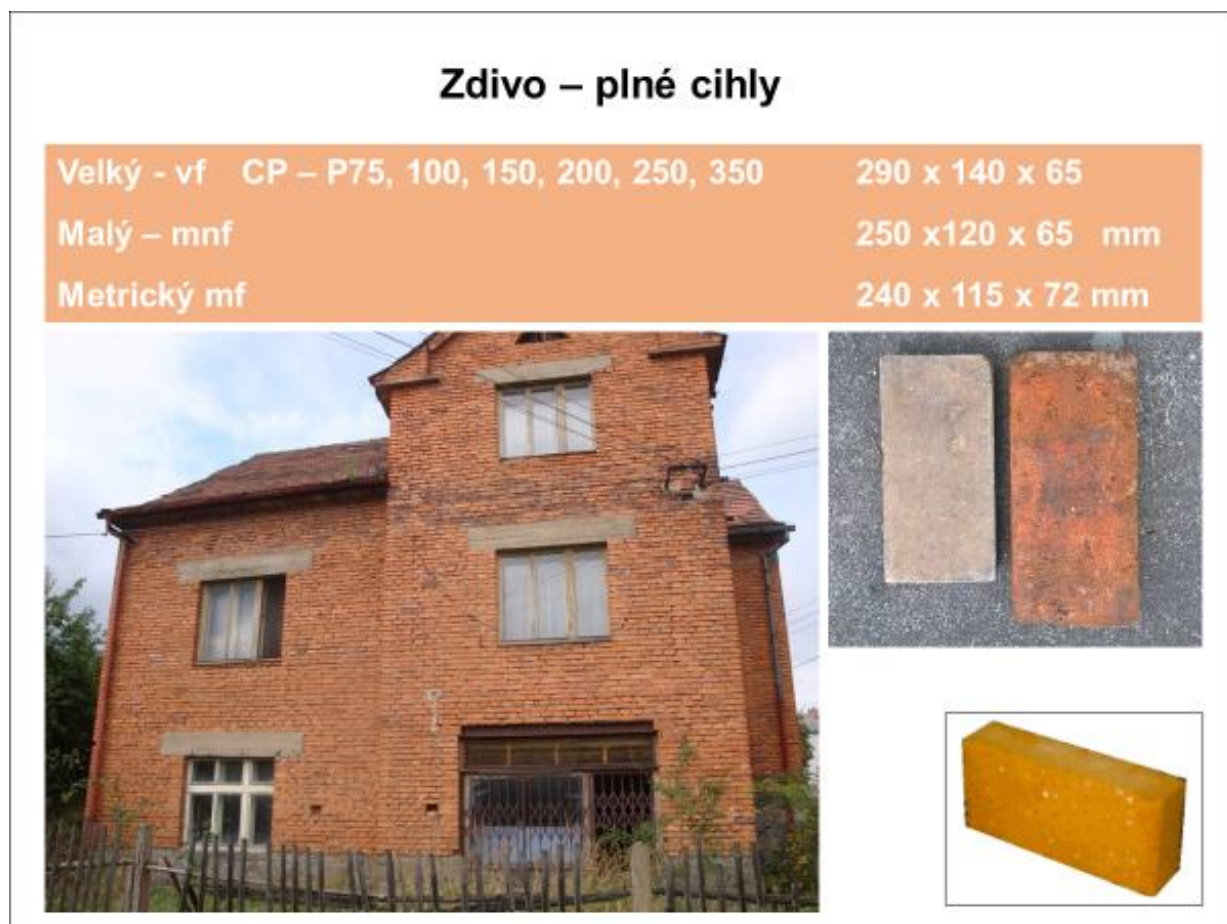 Zdivo – plné cihly
Velký - vf CP – P75, 100, 150, 200, 250, 350 290 x 140 x 65
Malý – mnf 250 x120 x 65 mm
Metrický mf 240 x 115 x 72 mm